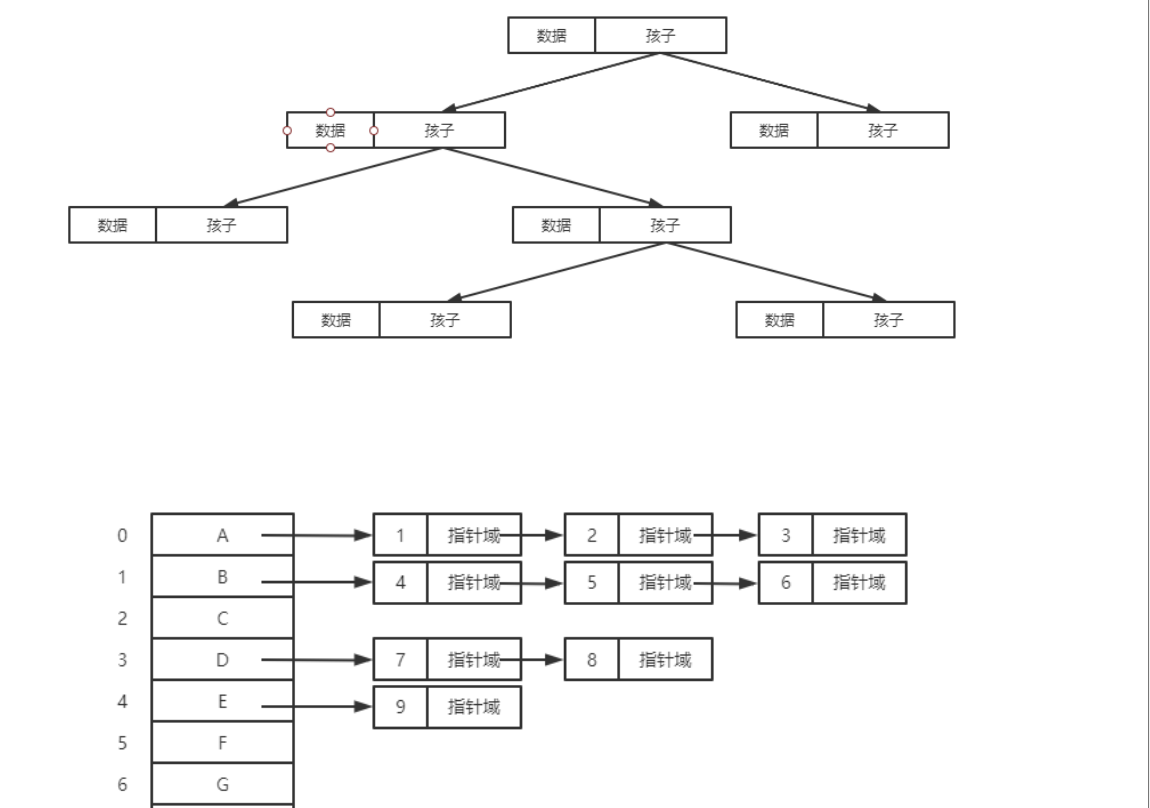 数据 孩子
数据 孩子 数据 孩子
数据 孩子 数据 孩子
数据 孩子 数据 孩子
0 A 1 指针域 2 指针域 3 指针域
1 B 4 指针域 5 指针域 6 指针域
2 C
3 D 7 指针域 8 指针域
4 E 9 指针域
5 F
6 G